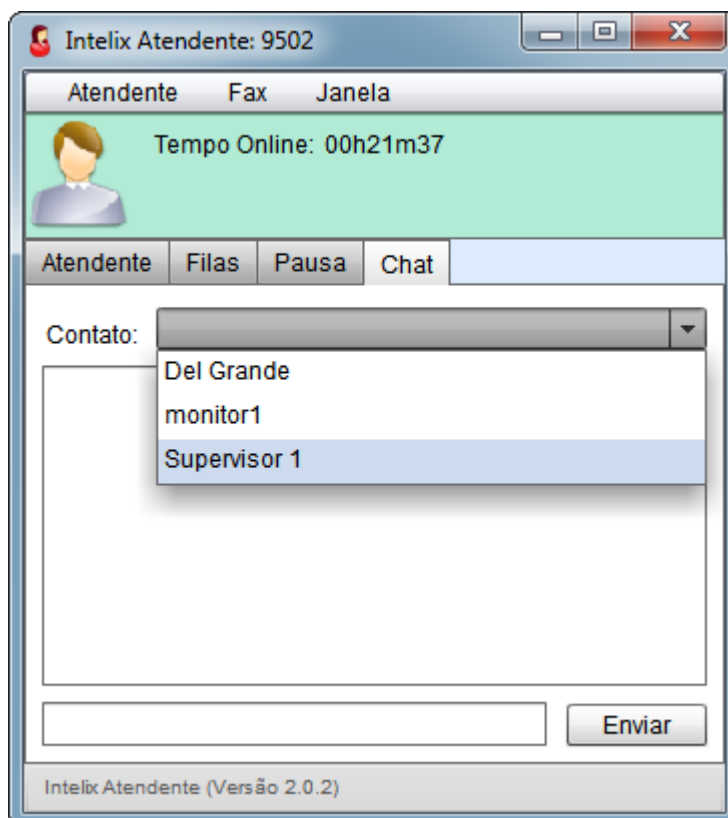 Intelix Atendente: 9502
Atendente Fax Janela
Tempo Online: 00h21m37
Atendente Filas Pausa Chat
Contato:
Del Grande
monitor1
Supervisor 1
Enviar
Intelix Atendente (Versão 2.0.2)